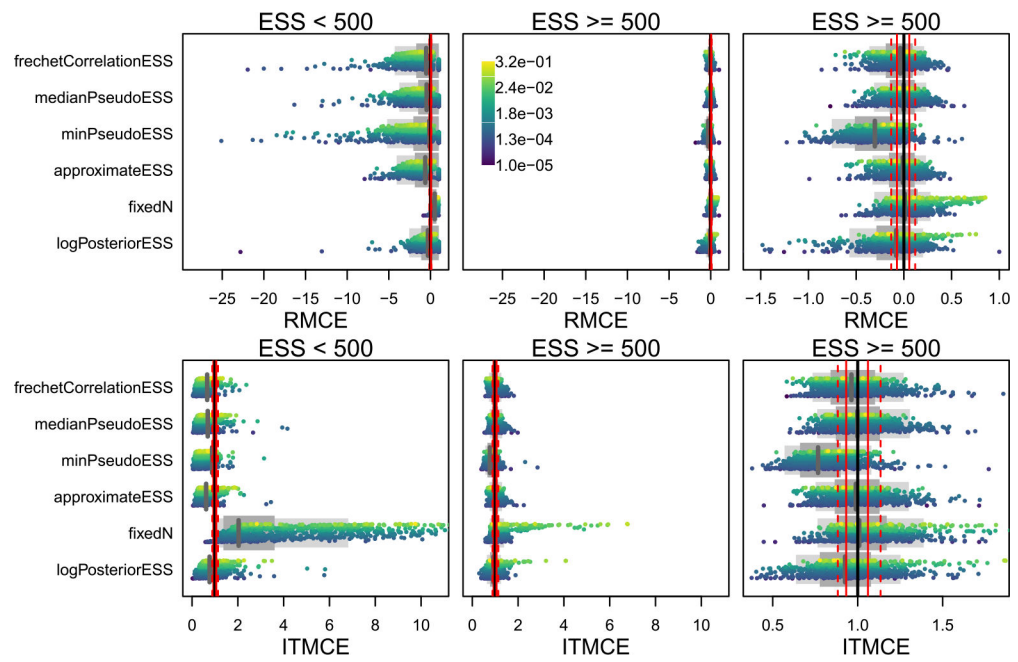 ESS < 500
ESS >= 500
ESS >= 500
frechetCorrelationESS
medianPseudoESS
minPseudoESS
approximateESS
fixedN
logPosteriorESS
3.2e−01
2.4e−02
1.8e−03
1.3e−04
1.0e−05
−25 −20 −15 −10 −5 0
−25 −20 −15 −10 −5 0
−1.5 −1.0 −0.5 0.0 0.5 1.0
RMCE
RMCE
RMCE
ESS < 500
ESS >= 500
ESS >= 500
frechetCorrelationESS
medianPseudoESS
minPseudoESS
approximateESS
fixedN
logPosteriorESS
0 2 4 6 8 10
0 2 4 6 8 10
0.5 1.0 1.5
ITMCE
ITMCE
ITMCE